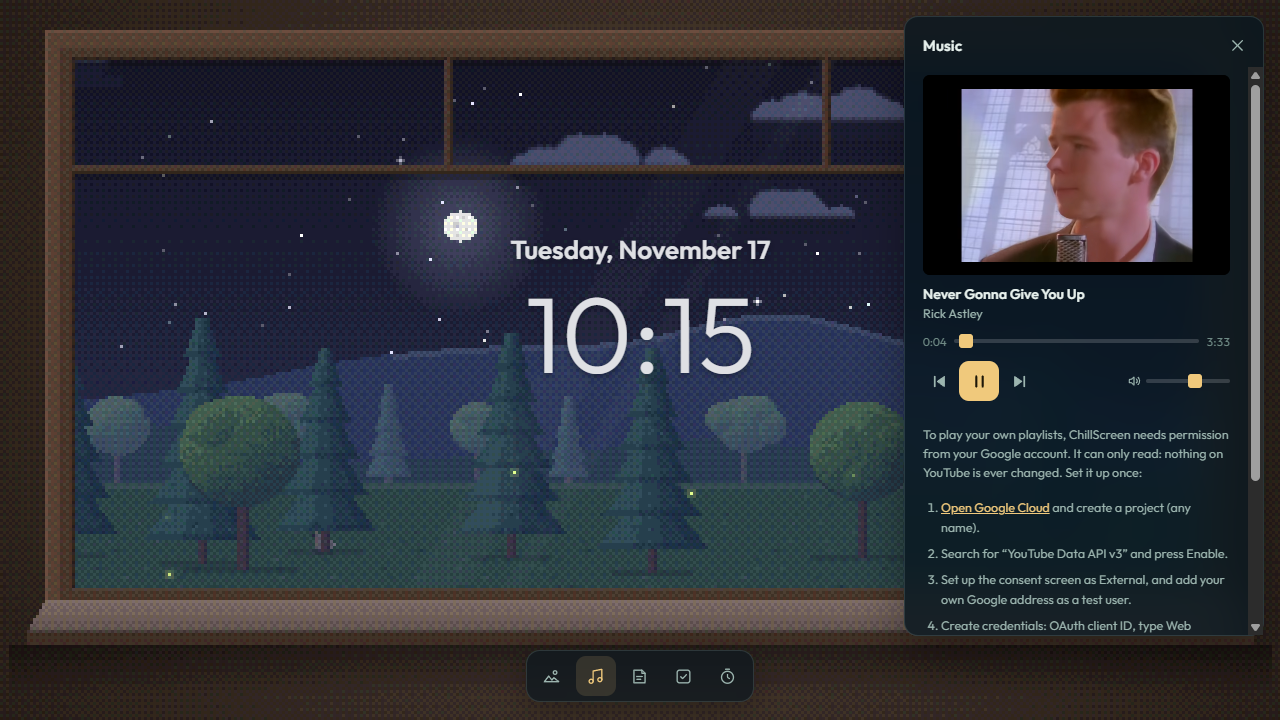 Music
Tuesday, November 17
10:15
Never Gonna Give You Up
Rick Astley
0:04
3:33
To play your own playlists, ChillScreen needs permission
from your Google account. It can only read: nothing on
YouTube is ever changed. Set it up once:
1. Open Google Cloud and create a project (any
name).
2. Search for “YouTube Data API v3” and press Enable.
3. Set up the consent screen as External, and add your
own Google address as a test user.
4. Create credentials: OAuth client ID, type Web